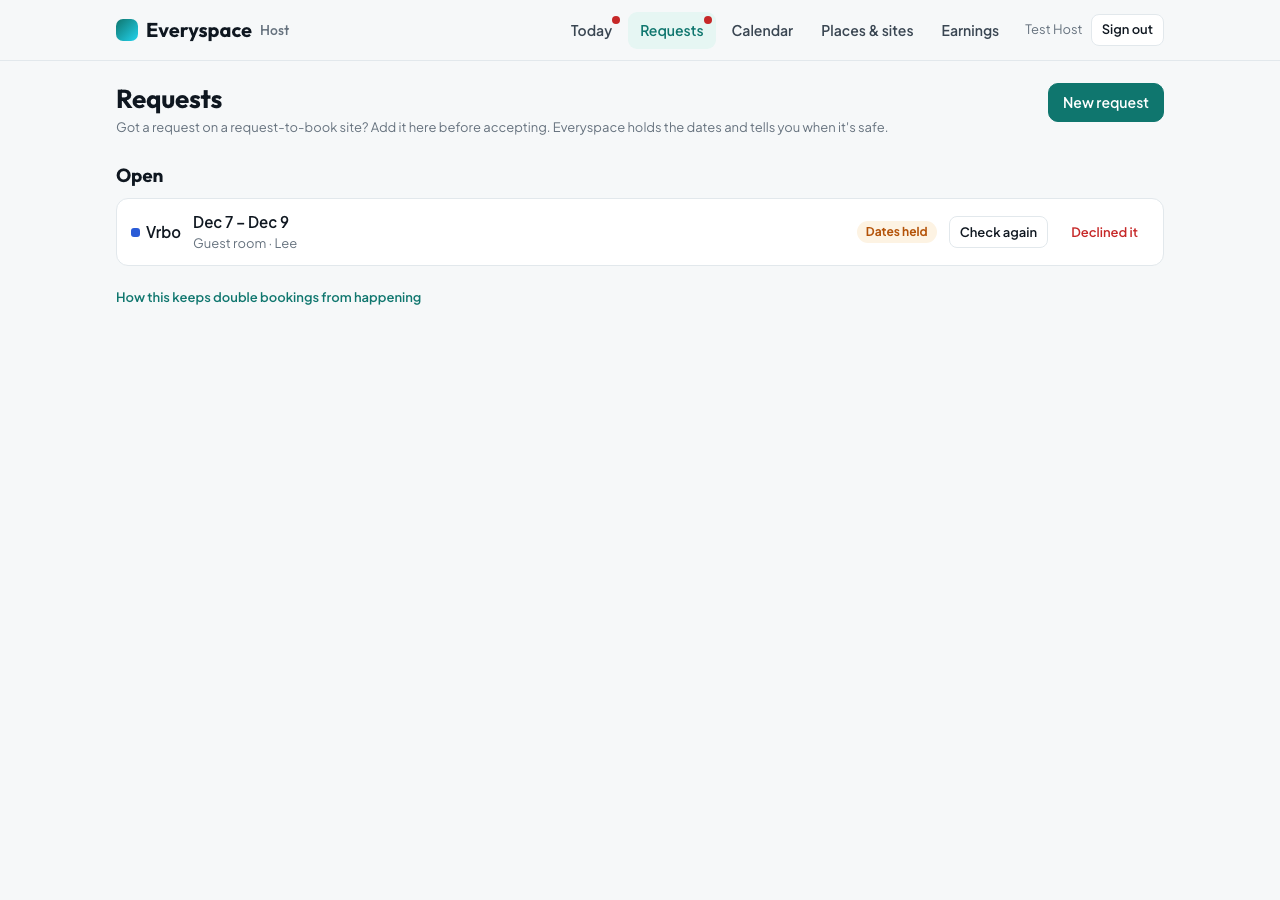 Everyspace Host
Today Requests Calendar Places & sites Earnings Test Host Sign out
Requests
New request
Got a request on a request-to-book site? Add it here before accepting. Everyspace holds the dates and tells you when it's safe.
Open
Vrbo
Dec 7 – Dec 9
Guest room · Lee
Dates held Check again Declined it
How this keeps double bookings from happening